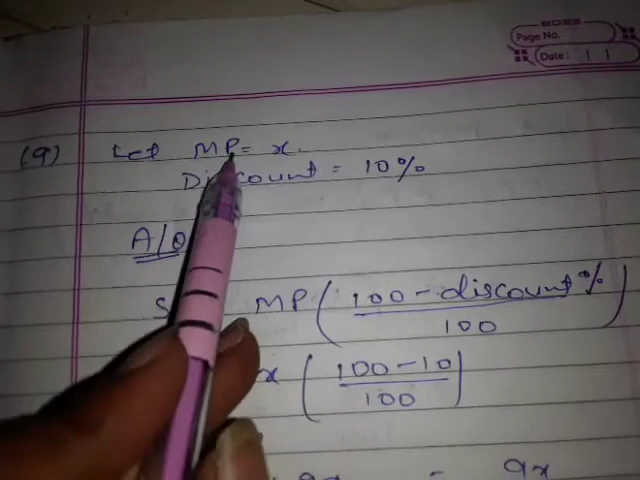 Page No.
Date: | |
(9) Let MP = x.
Discount = 10%
A/Q
S MP (100 - discount% / 100)
x (100 - 10 / 100)
= 9x